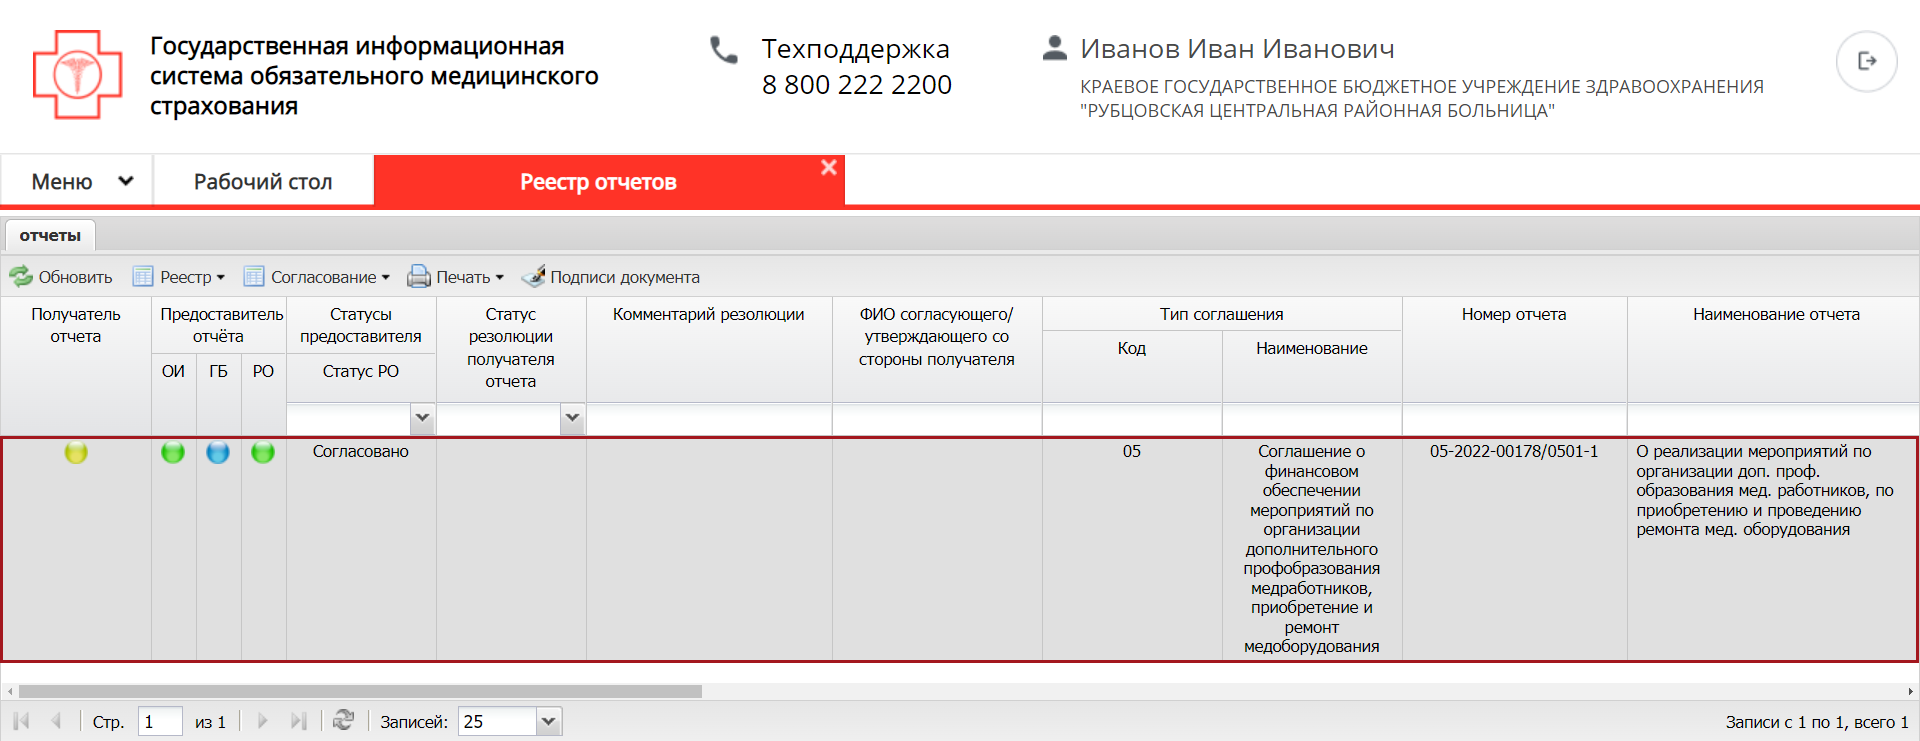 Государственная информационная
система обязательного медицинского
страхования
Техподдержка
8 800 222 2200
Иванов Иван Иванович
КРАЕВОЕ ГОСУДАРСТВЕННОЕ БЮДЖЕТНОЕ УЧРЕЖДЕНИЕ ЗДРАВООХРАНЕНИЯ
"РУБЦОВСКАЯ ЦЕНТРАЛЬНАЯ РАЙОННАЯ БОЛЬНИЦА"
Меню
Рабочий стол
Реестр отчетов
отчеты
Обновить
Реестр
Согласование
Печать
Подписи документа
Получатель
отчета
Предоставитель
отчёта
ОИ
ГБ
РО
Статусы
предоставителя
Статус РО
Статус
резолюции
получателя
отчета
Комментарий резолюции
ФИО согласующего/
утверждающего со
стороны получателя
Тип соглашения
Код
Наименование
Номер отчета
Наименование отчета
Согласовано
05
Соглашение о
финансовом
обеспечении
мероприятий по
организации
дополнительного
профобразования
медработников,
приобретение и
ремонт
медоборудования
05-2022-00178/0501-1
О реализации мероприятий по
организации доп. проф.
образования мед. работников, по
приобретению и проведению
ремонта мед. оборудования
Стр.
1
из 1
Записей:
25
Записи с 1 по 1, всего 1